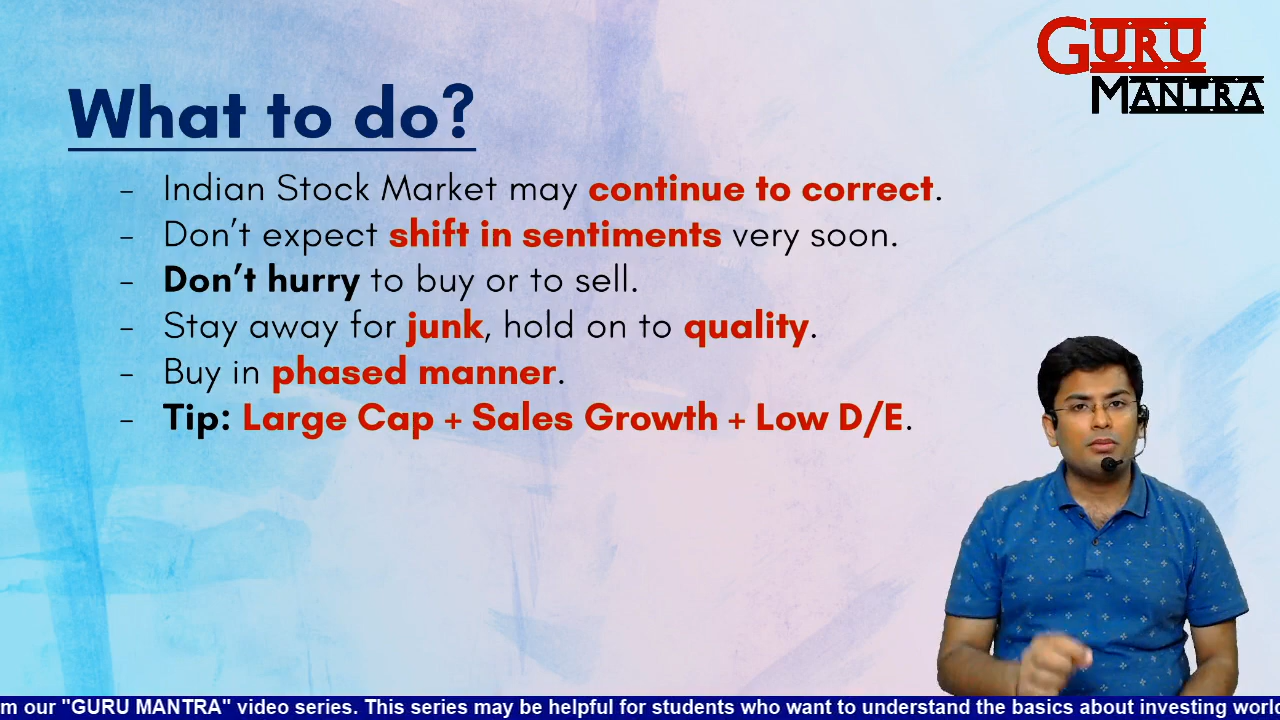 GURU
MANTRA
What to do?
- Indian Stock Market may continue to correct.
- Don't expect shift in sentiments very soon.
- Don't hurry to buy or to sell.
- Stay away for junk, hold on to quality.
- Buy in phased manner.
- Tip: Large Cap + Sales Growth + Low D/E.
m our "GURU MANTRA" video series. This series may be helpful for students who want to understand the basics about investing world